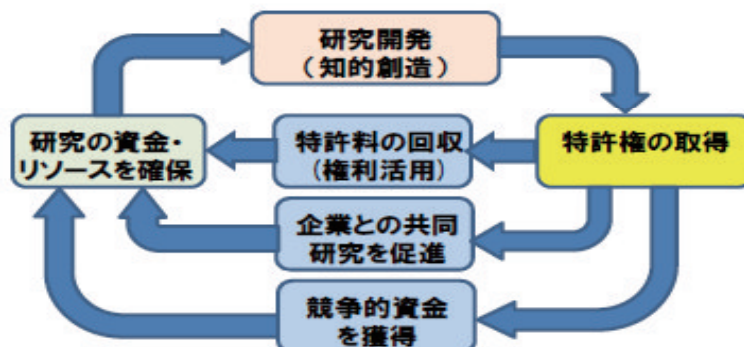 研究開発
(知的創造)
研究の資金・
リソースを確保
特許料の回収
(権利活用)
特許権の取得
企業との共同
研究を促進
競争的資金
を獲得